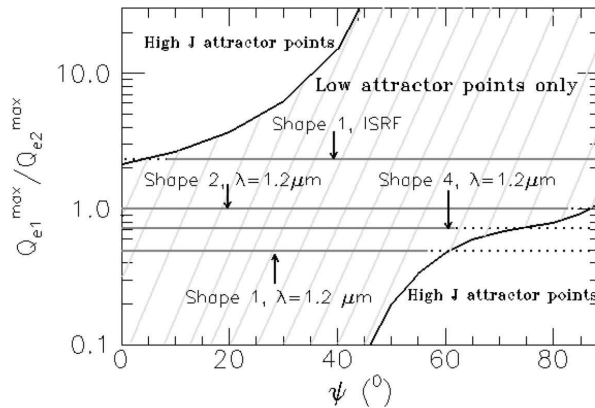 High J attractor points
10.0
Low attractor points only
Shape 1, ISRF
Shape 2, λ=1.2μm
Shape 4, λ=1.2μm
1.0
Shape 1, λ=1.2 μm
High J attractor points
0.1
0 20 40 60 80
ψ (⁰)
Q_e1^max / Q_e2^max